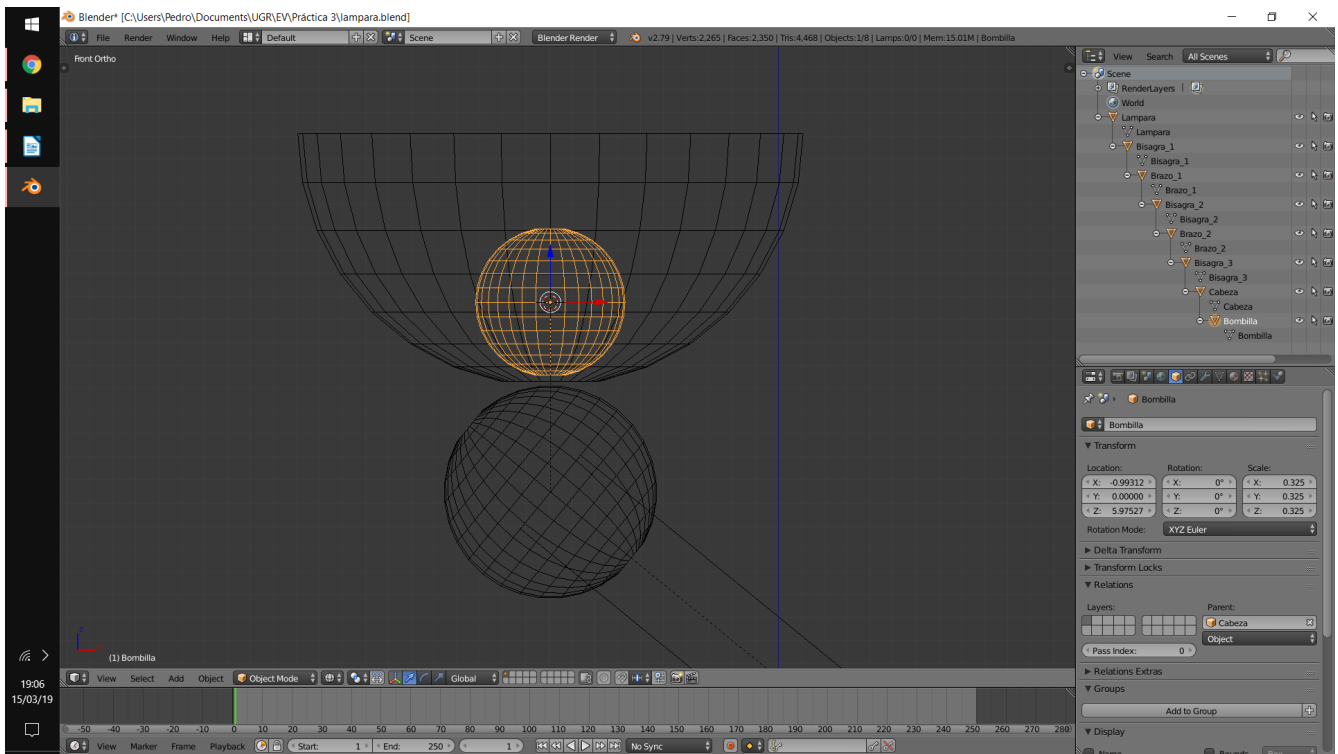 Blender* [C:\Users\Pedro\Documents\UGR\EV\Práctica 3\lampara.blend]
File Render Window Help Default Scene Blender Render v2.79 | Verts:2,265 | Faces:2,350 | Tris:4,468 | Objects:1/8 | Lamps:0/0 | Mem:15.01M | Bombilla
View Search All Scenes
Front Ortho
Scene
RenderLayers |
World
Lampara
Lampara
Bisagra_1
Bisagra_1
Brazo_1
Brazo_1
Bisagra_2
Bisagra_2
Brazo_2
Brazo_2
Bisagra_3
Bisagra_3
Cabeza
Cabeza
Bombilla
Bombilla
Bombilla
Bombilla
Transform
Location: Rotation: Scale:
X: -0.99312 X: 0° X: 0.325
Y: 0.00000 Y: 0° Y: 0.325
Z: 5.97527 Z: 0° Z: 0.325
Rotation Mode: XYZ Euler
Delta Transform
Transform Locks
Relations
Layers: Parent:
Cabeza
Object
Pass Index: 0
Relations Extras
Groups
Add to Group
Display
z
(1) Bombilla
View Select Add Object Object Mode Global
-50 -40 -30 -20 -10 0 10 20 30 40 50 60 70 80 90 100 110 120 130 140 150 160 170 180 190 200 210 220 230 240 250 260 270 280
View Marker Frame Playback Start: 1 End: 250 1 No Sync
19:06
15/03/19